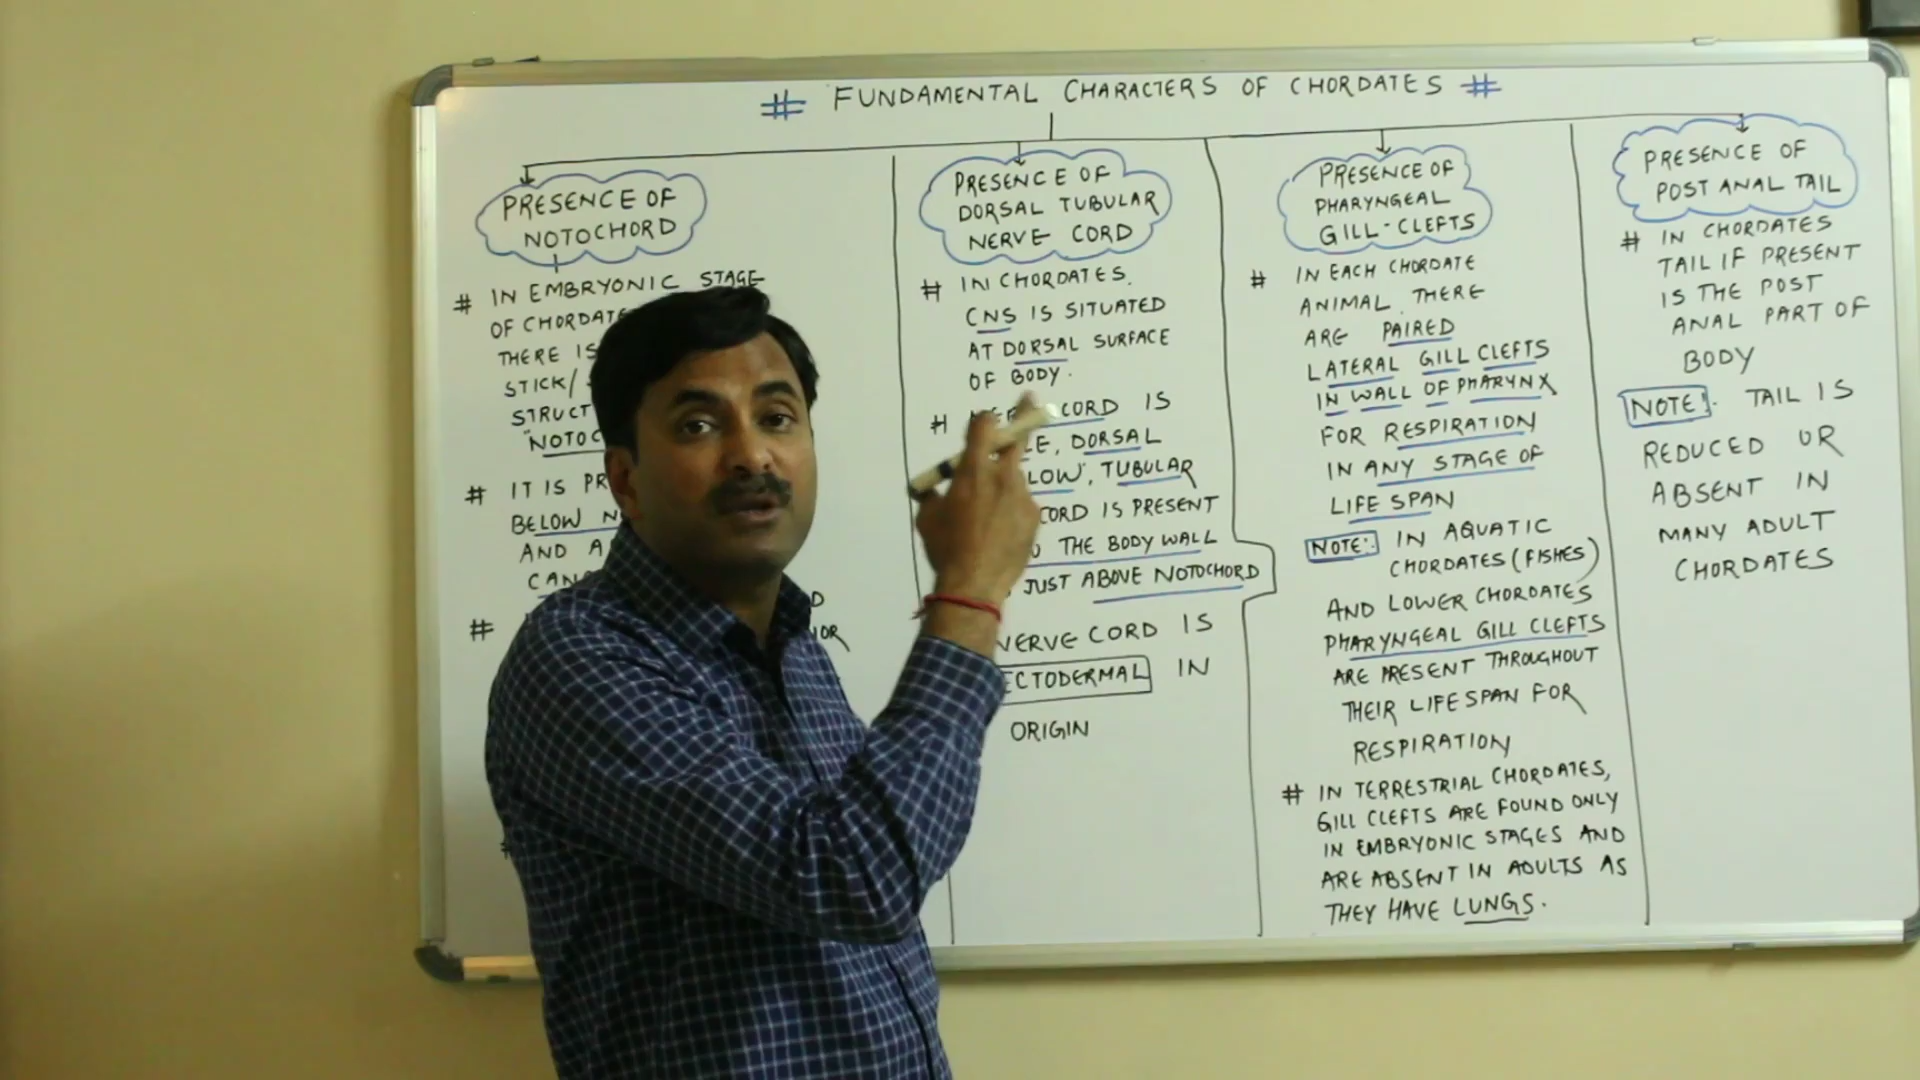 # FUNDAMENTAL CHARACTERS OF CHORDATES #
PRESENCE OF
NOTOCHORD
# IN EMBRYONIC STAGE
OF CHORDATE
THERE IS
STICK/
STRUCT
"NOTOC
# IT IS PR
BELOW N
AND A
#
PRESENCE OF
DORSAL TUBULAR
NERVE CORD
# IN CHORDATES.
CNS IS SITUATED
AT DORSAL SURFACE
OF BODY.
# CORD IS
LE, DORSAL
LOW, TUBULAR
CORD IS PRESENT
THE BODY WALL
JUST ABOVE NOTOCHORD
NERVE CORD IS
ECTODERMAL IN
ORIGIN
PRESENCE OF
PHARYNGEAL
GILL-CLEFTS
# IN EACH CHORDATE
ANIMAL THERE
ARE PAIRED
LATERAL GILL CLEFTS
IN WALL OF PHARYNX
FOR RESPIRATION
IN ANY STAGE OF
LIFE SPAN
NOTE:- IN AQUATIC
CHORDATES (FISHES)
AND LOWER CHORDATES
PHARYNGEAL GILL CLEFTS
ARE PRESENT THROUGHOUT
THEIR LIFE SPAN FOR
RESPIRATION
# IN TERRESTRIAL CHORDATES,
GILL CLEFTS ARE FOUND ONLY
IN EMBRYONIC STAGES AND
ARE ABSENT IN ADULTS AS
THEY HAVE LUNGS.
PRESENCE OF
POST ANAL TAIL
# IN CHORDATES
TAIL IF PRESENT
IS THE POST
ANAL PART OF
BODY
NOTE:- TAIL IS
REDUCED OR
ABSENT IN
MANY ADULT
CHORDATES